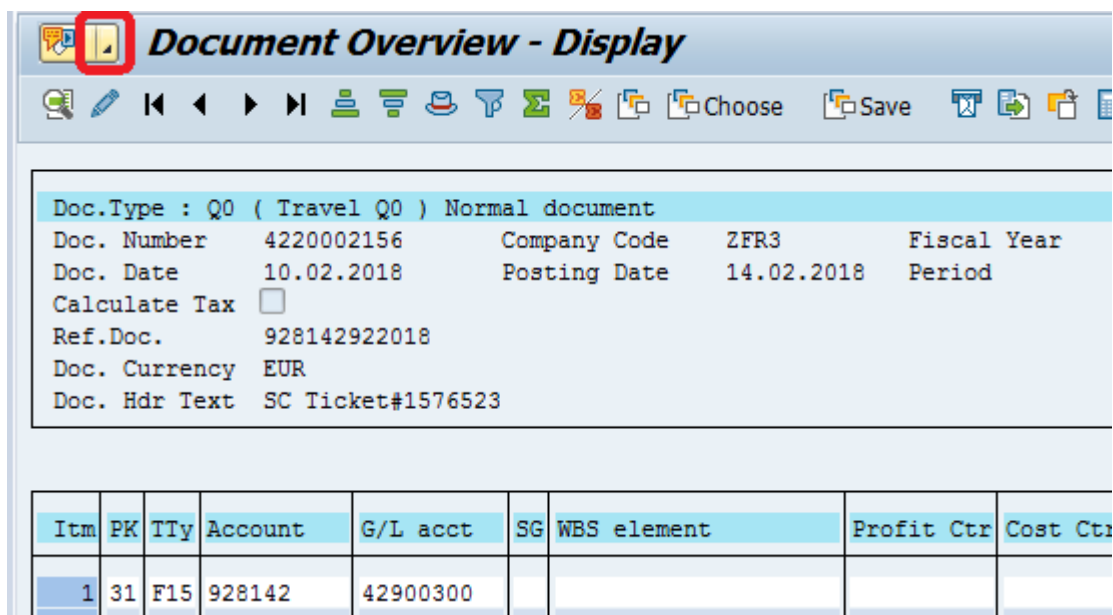 Document Overview - Display
Choose Save
Doc.Type : Q0 ( Travel Q0 ) Normal document
Doc. Number 4220002156 Company Code ZFR3 Fiscal Year
Doc. Date 10.02.2018 Posting Date 14.02.2018 Period
Calculate Tax
Ref.Doc. 928142922018
Doc. Currency EUR
Doc. Hdr Text SC Ticket#1576523
Itm PK TTy Account G/L acct SG WBS element Profit Ctr Cost Ctr
1 31 F15 928142 42900300